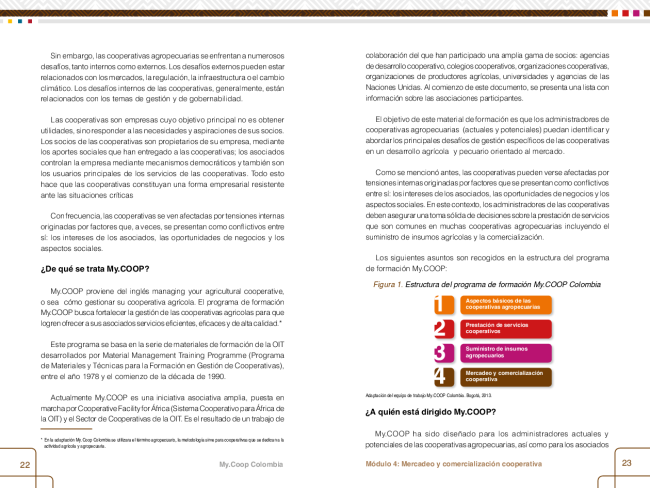 Sin embargo, las cooperativas agropecuarias se enfrentan a numerosos
desafíos, tanto internos como externos. Los desafíos externos pueden estar
relacionados con los mercados, la regulación, la infraestructura o el cambio
climático. Los desafíos internos de las cooperativas, generalmente, están
relacionados con los temas de gestión y de gobernabilidad.
Las cooperativas son empresas cuyo objetivo principal no es obtener
utilidades, sino responder a las necesidades y aspiraciones de sus socios.
Los socios de las cooperativas son propietarios de su empresa, mediante
los aportes sociales que han entregado a las cooperativas; los asociados
controlan la empresa mediante mecanismos democráticos y también son
los usuarios principales de los servicios de las cooperativas. Todo esto
hace que las cooperativas constituyan una forma empresarial resistente
ante las situaciones críticas
Con frecuencia, las cooperativas se ven afectadas por tensiones internas
originadas por factores que, a veces, se presentan como conflictivos entre
sí: los intereses de los asociados, las oportunidades de negocios y los
aspectos sociales.
¿De qué se trata My.COOP?
My.COOP proviene del inglés managing your agricultural cooperative,
o sea cómo gestionar su cooperativa agrícola. El programa de formación
My.COOP busca fortalecer la gestión de las cooperativas agrícolas para que
logren ofrecer a sus asociados servicios eficientes, eficaces y de alta calidad.*
Este programa se basa en la serie de materiales de formación de la OIT
desarrollados por Material Management Training Programme (Programa
de Materiales y Técnicas para la Formación en Gestión de Cooperativas),
entre el año 1978 y el comienzo de la década de 1990.
Actualmente My.COOP es una iniciativa asociativa amplia, puesta en
marcha por Cooperative Facility for África (Sistema Cooperativo para África de
la OIT) y el Sector de Cooperativas de la OIT. Es el resultado de un trabajo de
* En la adaptación My.Coop Colombia se utilizara el término agropecuario, la metodología sirve para cooperativas que se dedica na la
actividad agrícola y agropecuaria.
22
My.Coop Colombia
colaboración del que han participado una amplia gama de socios: agencias
de desarrollo cooperativo, colegios cooperativos, organizaciones cooperativas,
organizaciones de productores agrícolas, universidades y agencias de las
Naciones Unidas. Al comienzo de este documento, se presenta una lista con
información sobre las asociaciones participantes.
El objetivo de este material de formación es que los administradores de
cooperativas agropecuarias (actuales y potenciales) puedan identificar y
abordar los principales desafíos de gestión específicos de las cooperativas
en un desarrollo agrícola y pecuario orientado al mercado.
Como se mencionó antes, las cooperativas pueden verse afectadas por
tensiones internas originadas por factores que se presentan como conflictivos
entre sí: los intereses de los asociados, las oportunidades de negocios y los
aspectos sociales. En este contexto, los administradores de las cooperativas
deben asegurar una toma sólida de decisiones sobre la prestación de servicios
que son comunes en muchas cooperativas agropecuarias incluyendo el
suministro de insumos agrícolas y la comercialización.
Los siguientes asuntos son recogidos en la estructura del programa
de formación My.COOP:
Figura 1. Estructura del programa de formación My.COOP Colombia
1 Aspectos básicos de las
cooperativas agropecuarias
2 Prestación de servicios
cooperativos
3 Suministro de insumos
agropecuarios
4 Mercadeo y comercialización
cooperativa
Adaptación del equipo de trabajo My.COOP Colombia. Bogotá, 2013.
¿A quién está dirigido My.COOP?
My.COOP ha sido diseñado para los administradores actuales y
potenciales de las cooperativas agropecuarias, así como para los asociados
Módulo 4: Mercadeo y comercialización cooperativa
23